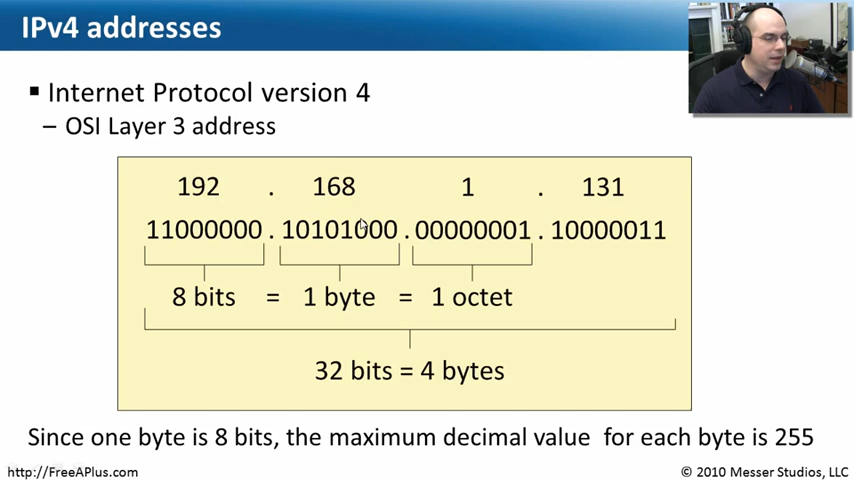 IPv4 addresses
▪ Internet Protocol version 4
– OSI Layer 3 address
192 . 168 1 . 131
11000000 . 10101000 . 00000001 . 10000011
8 bits = 1 byte = 1 octet
32 bits = 4 bytes
Since one byte is 8 bits, the maximum decimal value for each byte is 255
http://FreeAPlus.com © 2010 Messer Studios, LLC